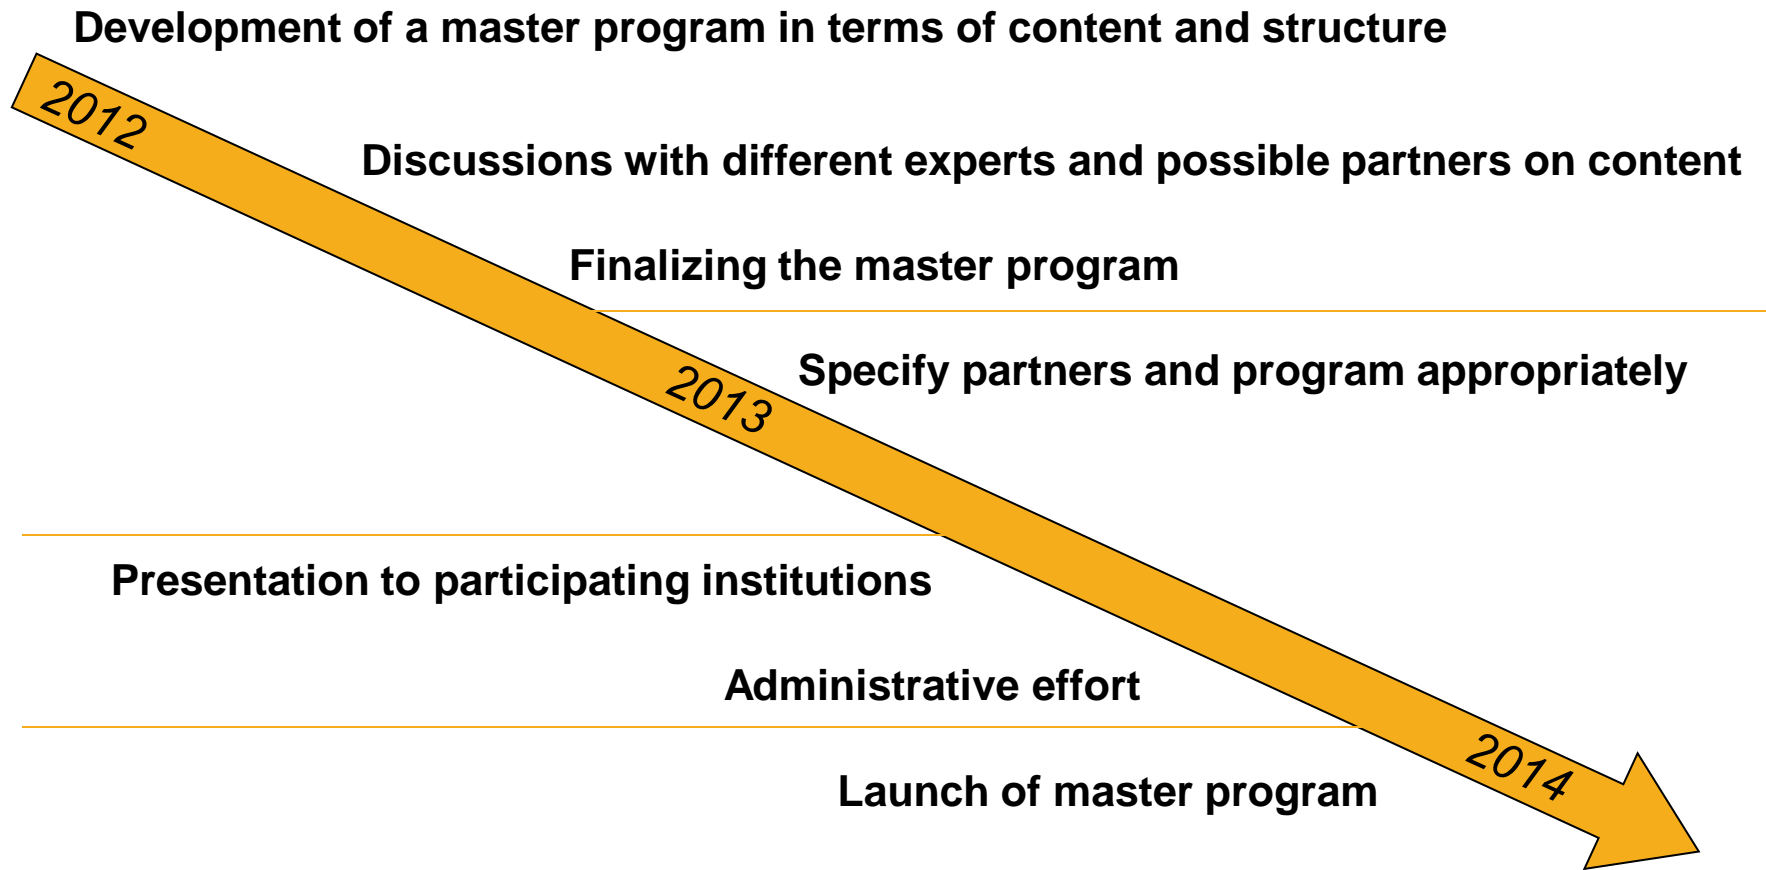 Development of a master program in terms of content and structure
2012
Discussions with different experts and possible partners on content
Finalizing the master program
Specify partners and program appropriately
2013
Presentation to participating institutions
Administrative effort
2014
Launch of master program